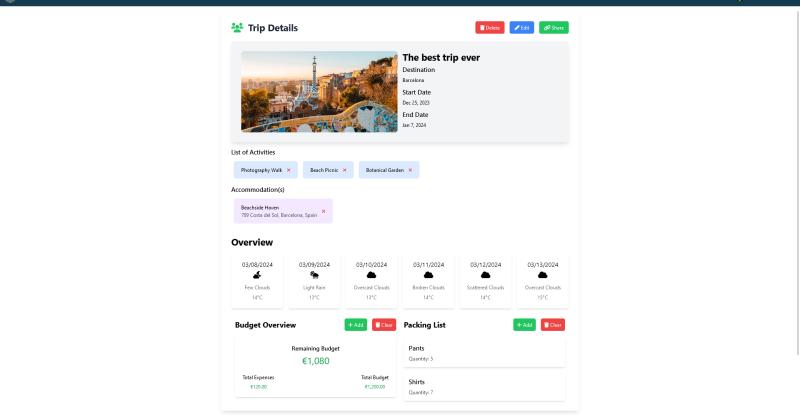 Trip Details
Delete
Edit
Share
The best trip ever
Destination
Barcelona
Start Date
Dec 25, 2023
End Date
Jan 7, 2024
List of Activities
Photography Walk ×
Beach Picnic ×
Botanical Garden ×
Accommodation(s)
Beachside Haven
789 Costa del Sol, Barcelona, Spain ×
Overview
03/08/2024
Few Clouds
14°C
03/09/2024
Light Rain
12°C
03/10/2024
Overcast Clouds
13°C
03/11/2024
Broken Clouds
14°C
03/12/2024
Scattered Clouds
14°C
03/13/2024
Overcast Clouds
15°C
Budget Overview
+ Add
Clear
Remaining Budget
€1,080
Total Expenses
€120.00
Total Budget
€1,200.00
Packing List
+ Add
Clear
Pants
Quantity: 5
Shirts
Quantity: 7